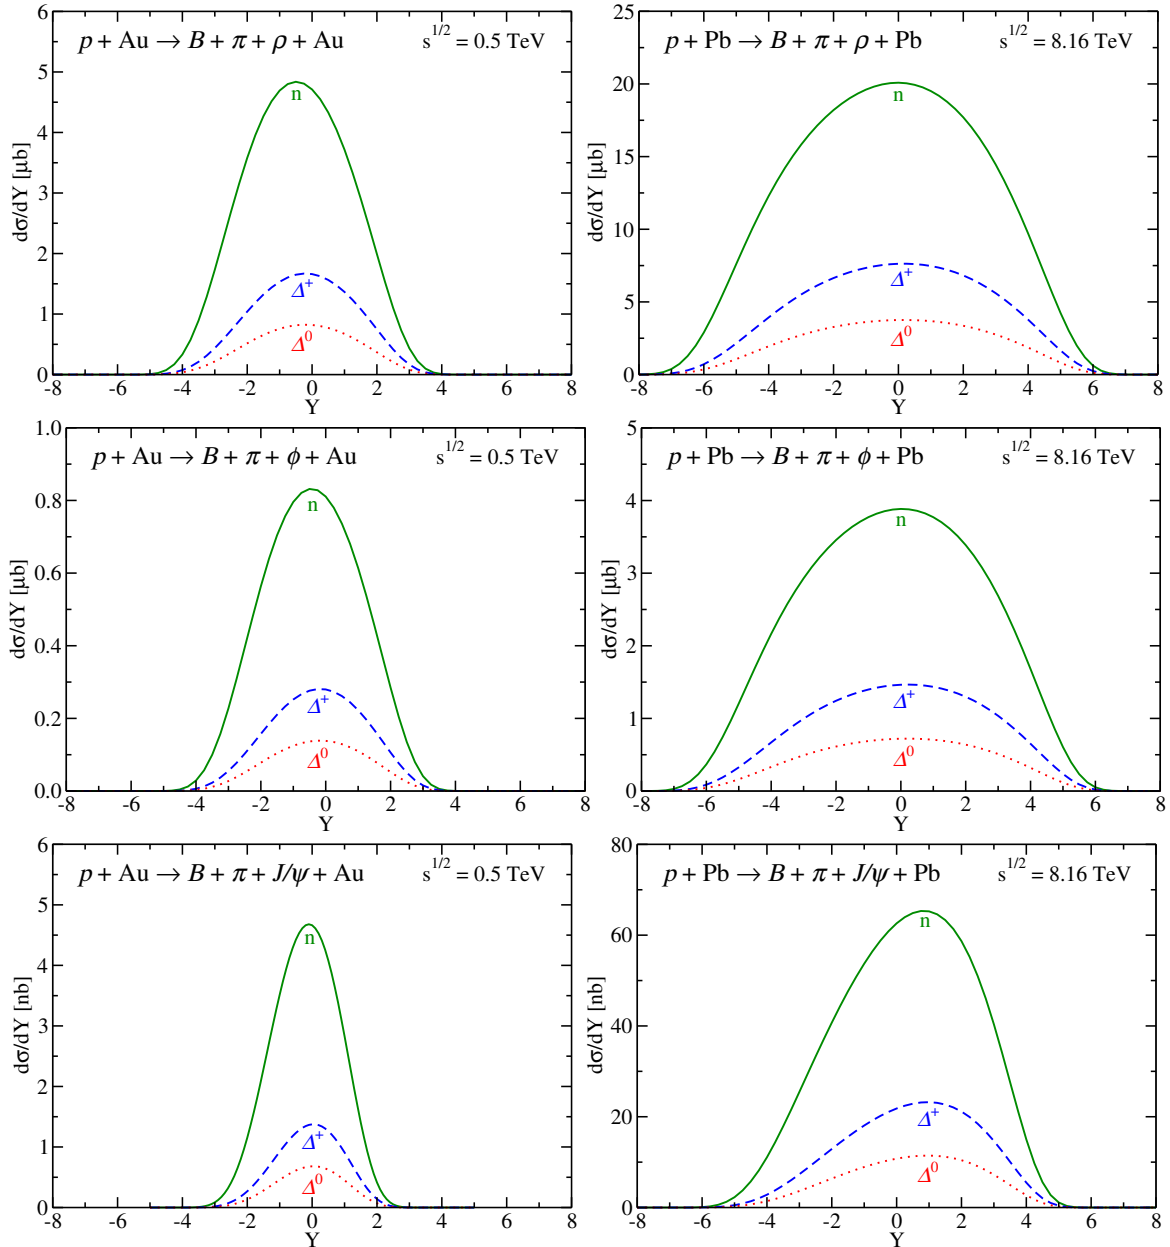 p + Au → B + π + ρ + Au s^1/2 = 0.5 TeV
6
5
4
3
2
1
0
dσ/dY [μb]
n
Δ+
Δ0
-8 -6 -4 -2 0 2 4 6 8
Y
p + Pb → B + π + ρ + Pb s^1/2 = 8.16 TeV
25
20
15
10
5
0
dσ/dY [μb]
n
Δ+
Δ0
-8 -6 -4 -2 0 2 4 6 8
Y
p + Au → B + π + ϕ + Au s^1/2 = 0.5 TeV
1.0
0.8
0.6
0.4
0.2
0.0
dσ/dY [μb]
n
Δ+
Δ0
-8 -6 -4 -2 0 2 4 6 8
Y
p + Pb → B + π + ϕ + Pb s^1/2 = 8.16 TeV
5
4
3
2
1
0
dσ/dY [μb]
n
Δ+
Δ0
-8 -6 -4 -2 0 2 4 6 8
Y
p + Au → B + π + J/ψ + Au s^1/2 = 0.5 TeV
6
5
4
3
2
1
0
dσ/dY [nb]
n
Δ+
Δ0
-8 -6 -4 -2 0 2 4 6 8
Y
p + Pb → B + π + J/ψ + Pb s^1/2 = 8.16 TeV
80
60
40
20
0
dσ/dY [nb]
n
Δ+
Δ0
-8 -6 -4 -2 0 2 4 6 8
Y